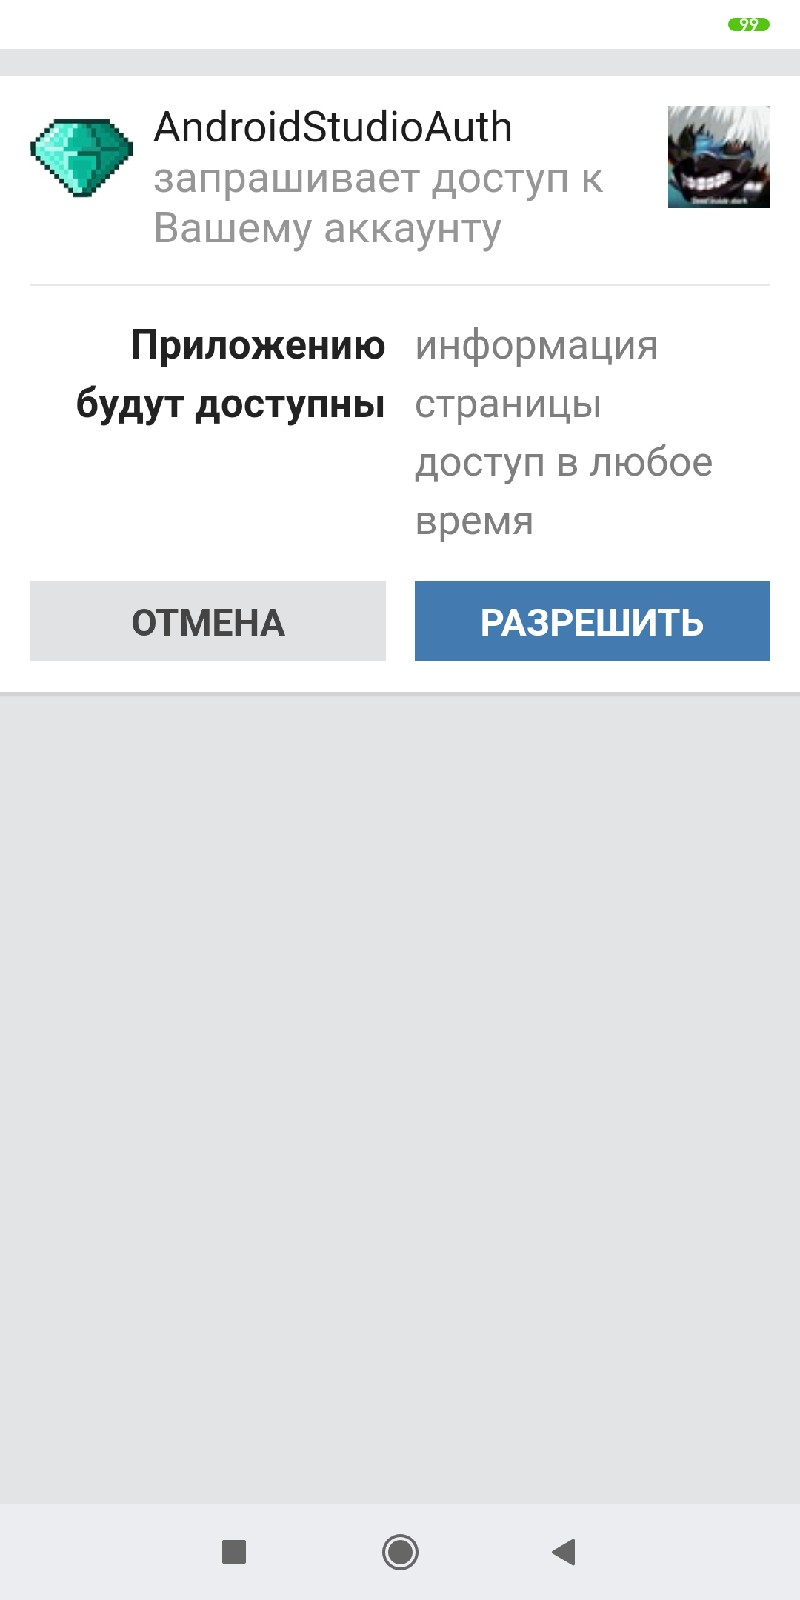 99
AndroidStudioAuth
запрашивает доступ к
Вашему аккаунту
Приложению
будут доступны
информация
страницы
доступ в любое
время
ОТМЕНА
РАЗРЕШИТЬ